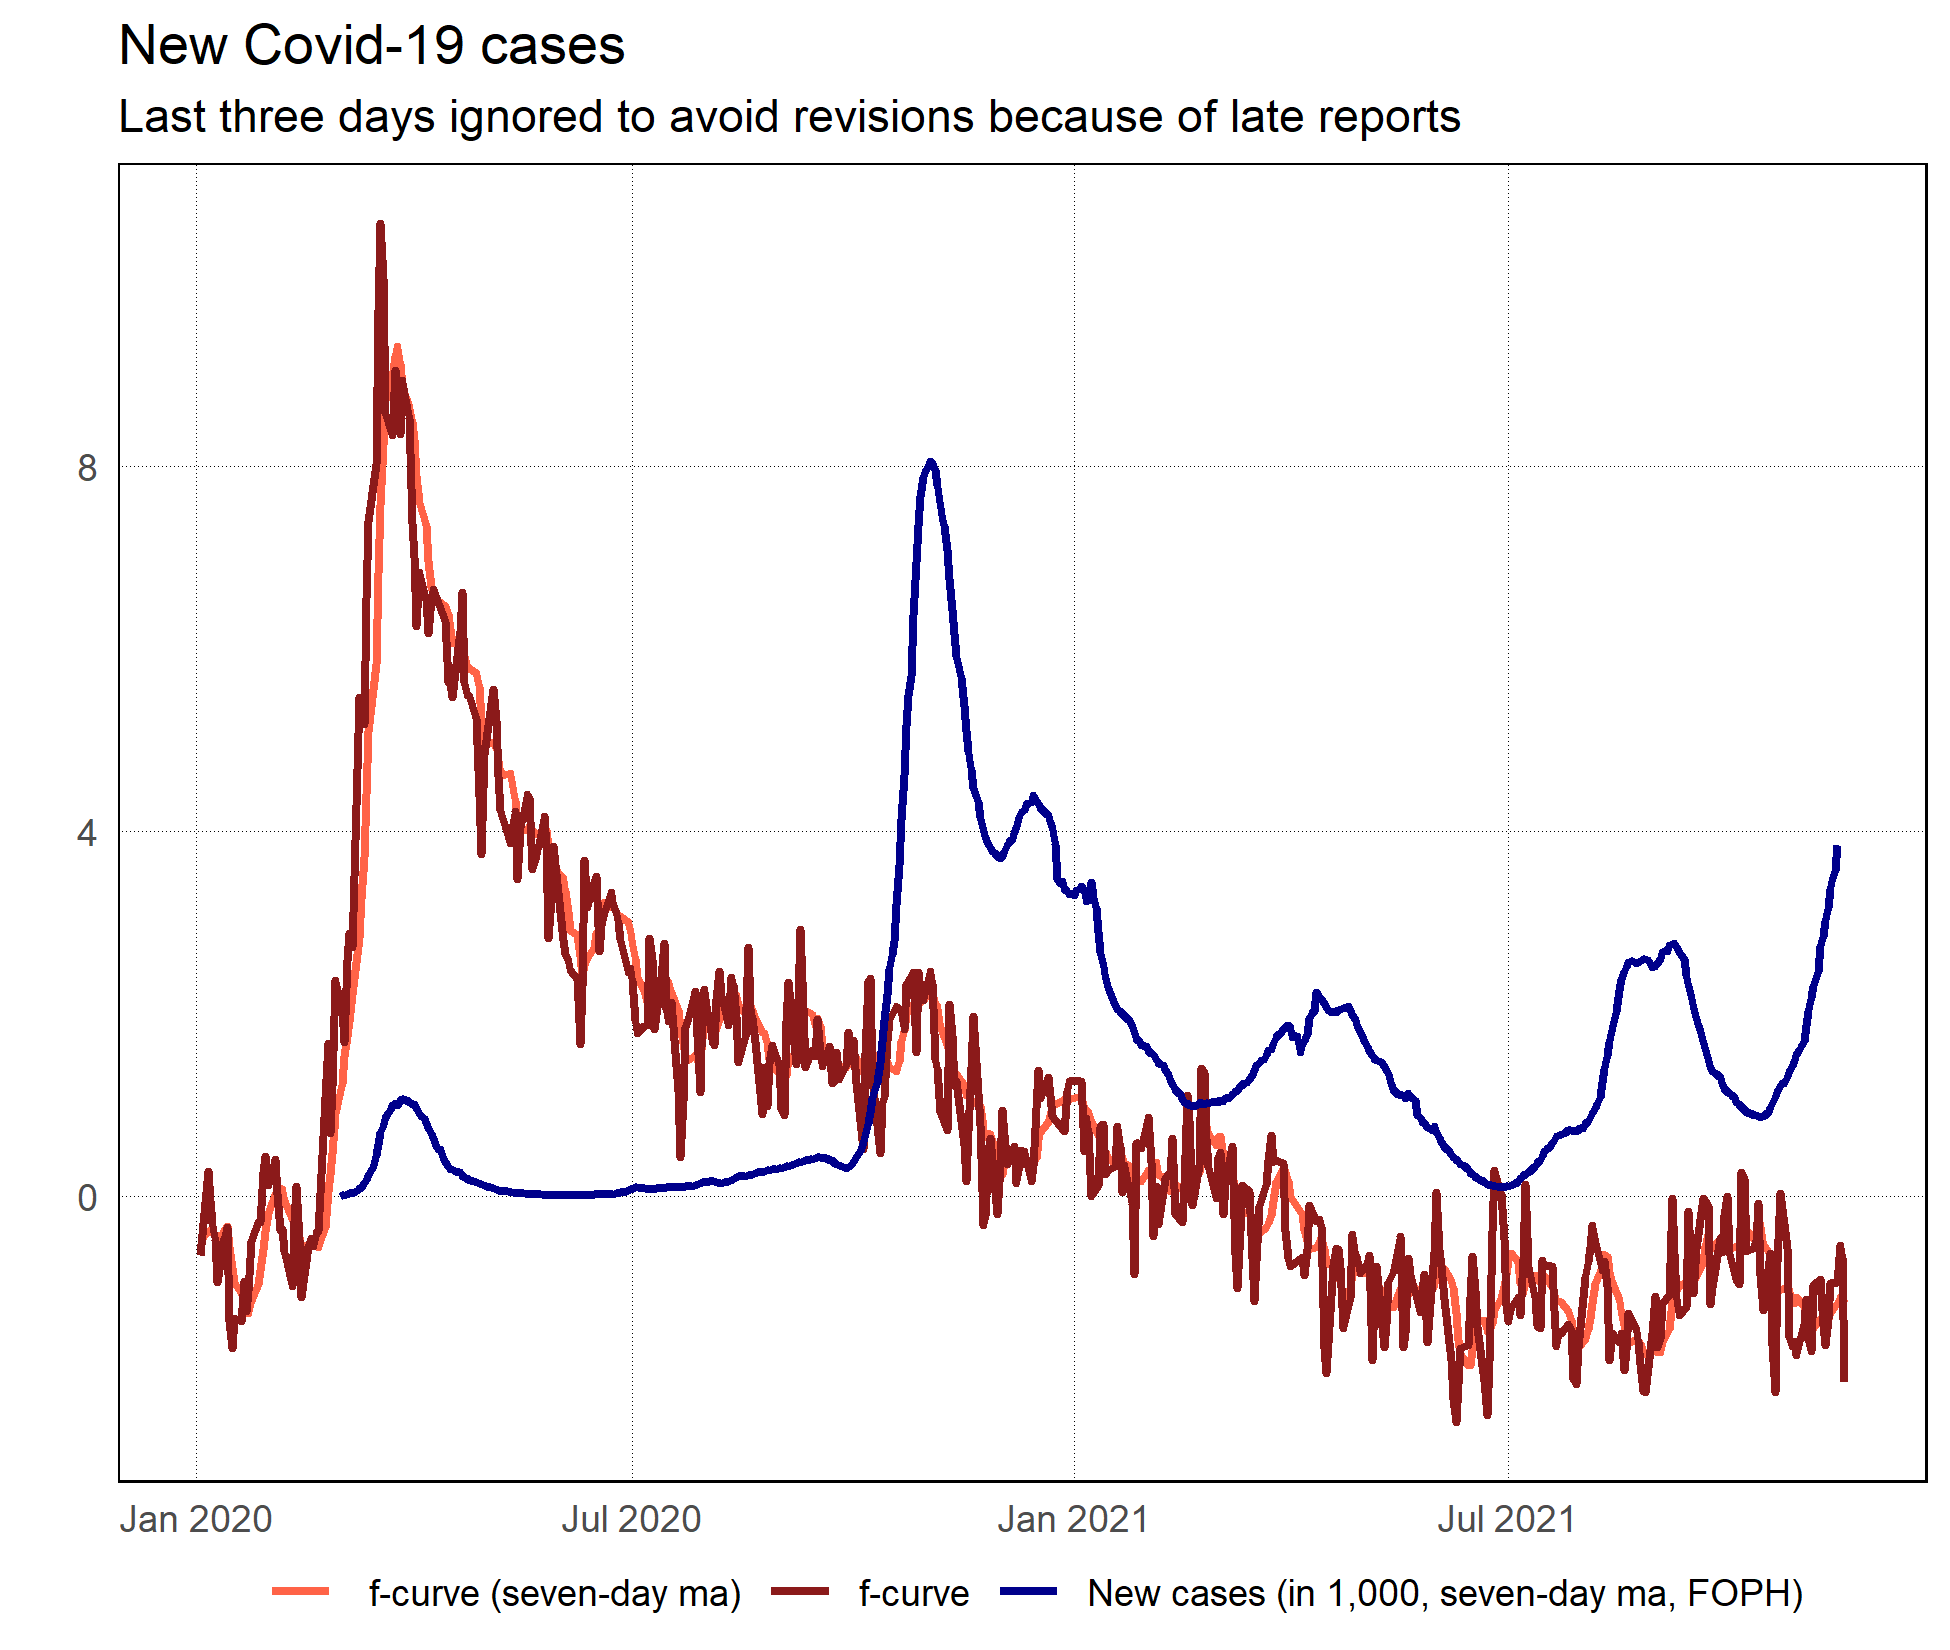 New Covid-19 cases
Last three days ignored to avoid revisions because of late reports
8
4
0
Jan 2020 Jul 2020 Jan 2021 Jul 2021
f-curve (seven-day ma) f-curve New cases (in 1,000, seven-day ma, FOPH)